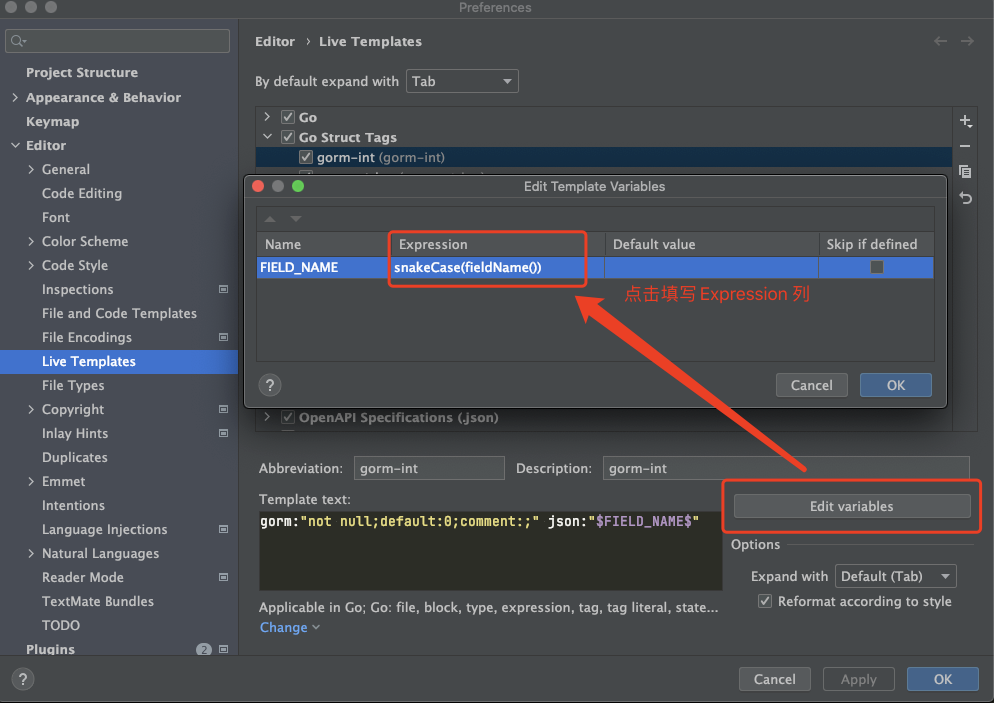 Preferences
Editor › Live Templates
Project Structure
Appearance & Behavior
Keymap
Editor
General
Code Editing
Font
Color Scheme
Code Style
Inspections
File and Code Templates
File Encodings
Live Templates
File Types
Copyright
Inlay Hints
Duplicates
Emmet
Intentions
Language Injections
Natural Languages
Reader Mode
TextMate Bundles
TODO
Plugins 2
By default expand with Tab
Go
Go Struct Tags
gorm-int (gorm-int)
Edit Template Variables
Name Expression Default value Skip if defined
FIELD_NAME snakeCase(fieldName())
点击填写 Expression 列
? Cancel OK
OpenAPI Specifications (.json)
Abbreviation: gorm-int Description: gorm-int
Template text:
gorm:"not null;default:0;comment:;" json:"$FIELD_NAME$"
Edit variables
Options
Expand with Default (Tab)
Reformat according to style
Applicable in Go; Go: file, block, type, expression, tag, tag literal, state...
Change
? Cancel Apply OK